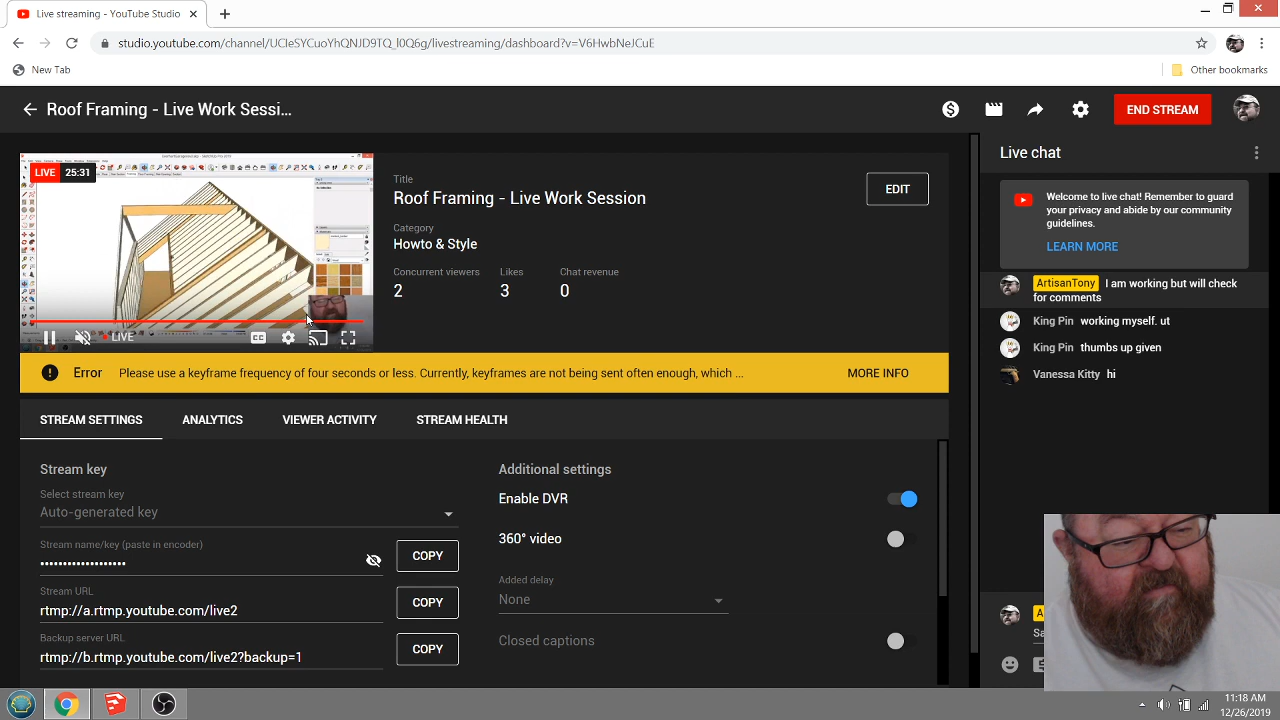 Live streaming - YouTube Studio
studio.youtube.com/channel/UCIeSYCuoYhQNJD9TQ_l0Q6g/livestreaming/dashboard?v=V6HwbNeJCuE
New Tab
Other bookmarks
Roof Framing - Live Work Sessi...
END STREAM
LIVE 25:31
LIVE
CC
Title
Roof Framing - Live Work Session
EDIT
Category
Howto & Style
Concurrent viewers Likes Chat revenue
2 3 0
Error Please use a keyframe frequency of four seconds or less. Currently, keyframes are not being sent often enough, which ... MORE INFO
STREAM SETTINGS ANALYTICS VIEWER ACTIVITY STREAM HEALTH
Stream key
Select stream key
Auto-generated key
Stream name/key (paste in encoder)
•••••••••••••••••••
COPY
Stream URL
rtmp://a.rtmp.youtube.com/live2
COPY
Backup server URL
rtmp://b.rtmp.youtube.com/live2?backup=1
COPY
Additional settings
Enable DVR
360° video
Added delay
None
Closed captions
Live chat
Welcome to live chat! Remember to guard
your privacy and abide by our community
guidelines.
LEARN MORE
ArtisanTony I am working but will check
for comments
King Pin working myself. ut
King Pin thumbs up given
Vanessa Kitty hi
A
Sa
11:18 AM
12/26/2019